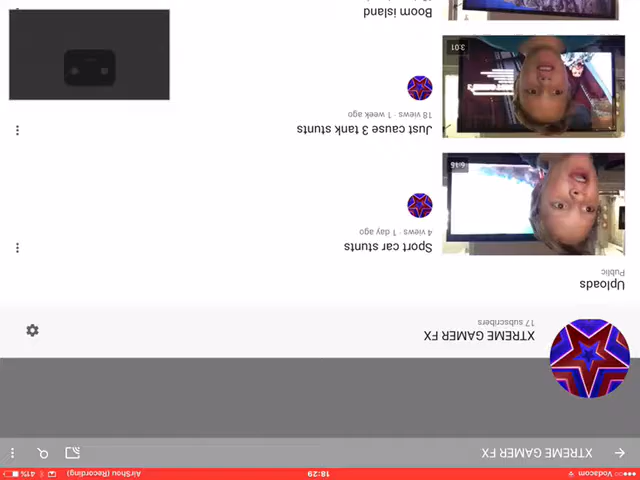 Vodacom 18:29 AirShou (Recording) 41%
XTREME GAMER FX
XTREME GAMER FX
17 subscribers
Uploads
Public
6:15
Sport car stunts
4 views · 1 day ago
3:01
Just cause 3 tank stunts
18 views · 1 week ago
Boom island